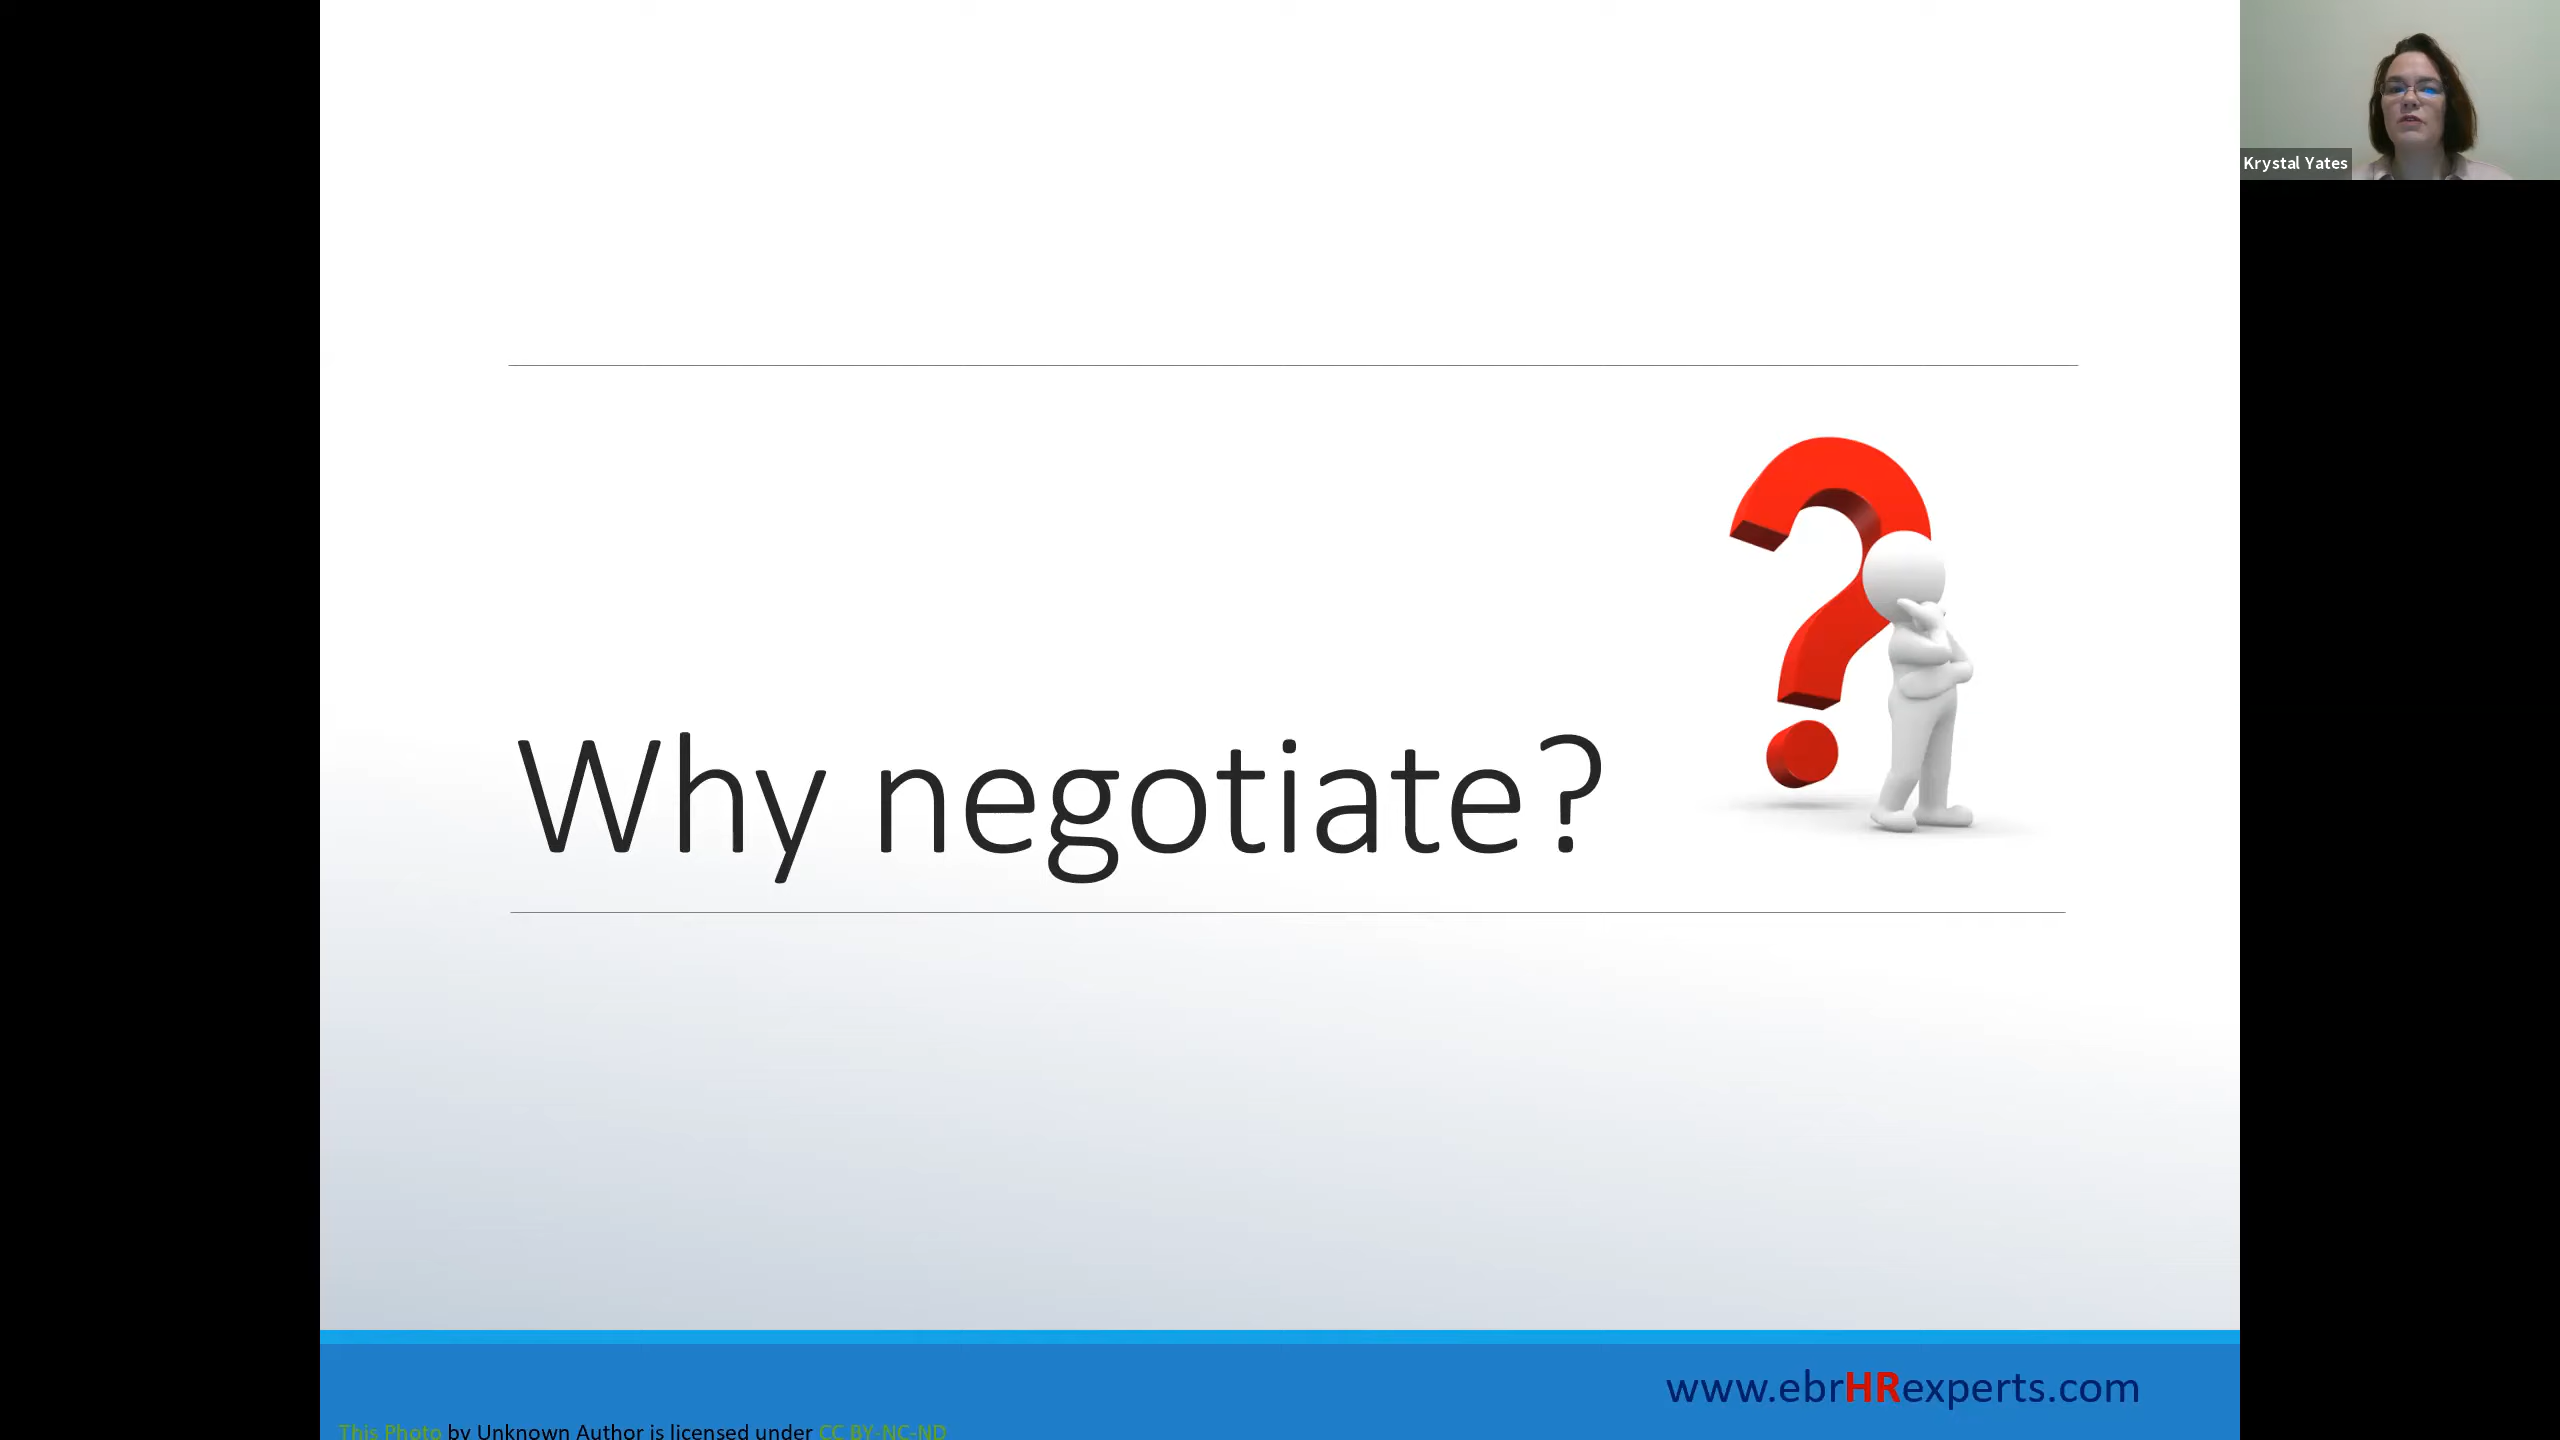 Krystal Yates
Why negotiate?
www.ebrHRexperts.com
This Photo by Unknown Author is licensed under CC BY-NC-ND